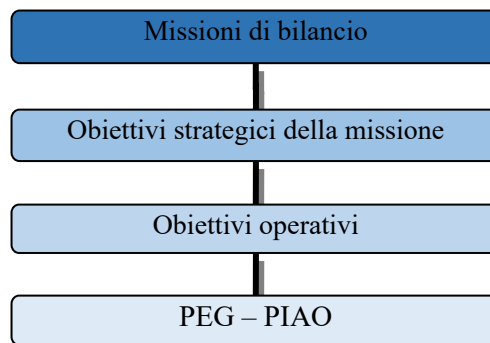 Missioni di bilancio
Obiettivi strategici della missione
Obiettivi operativi
PEG – PIAO